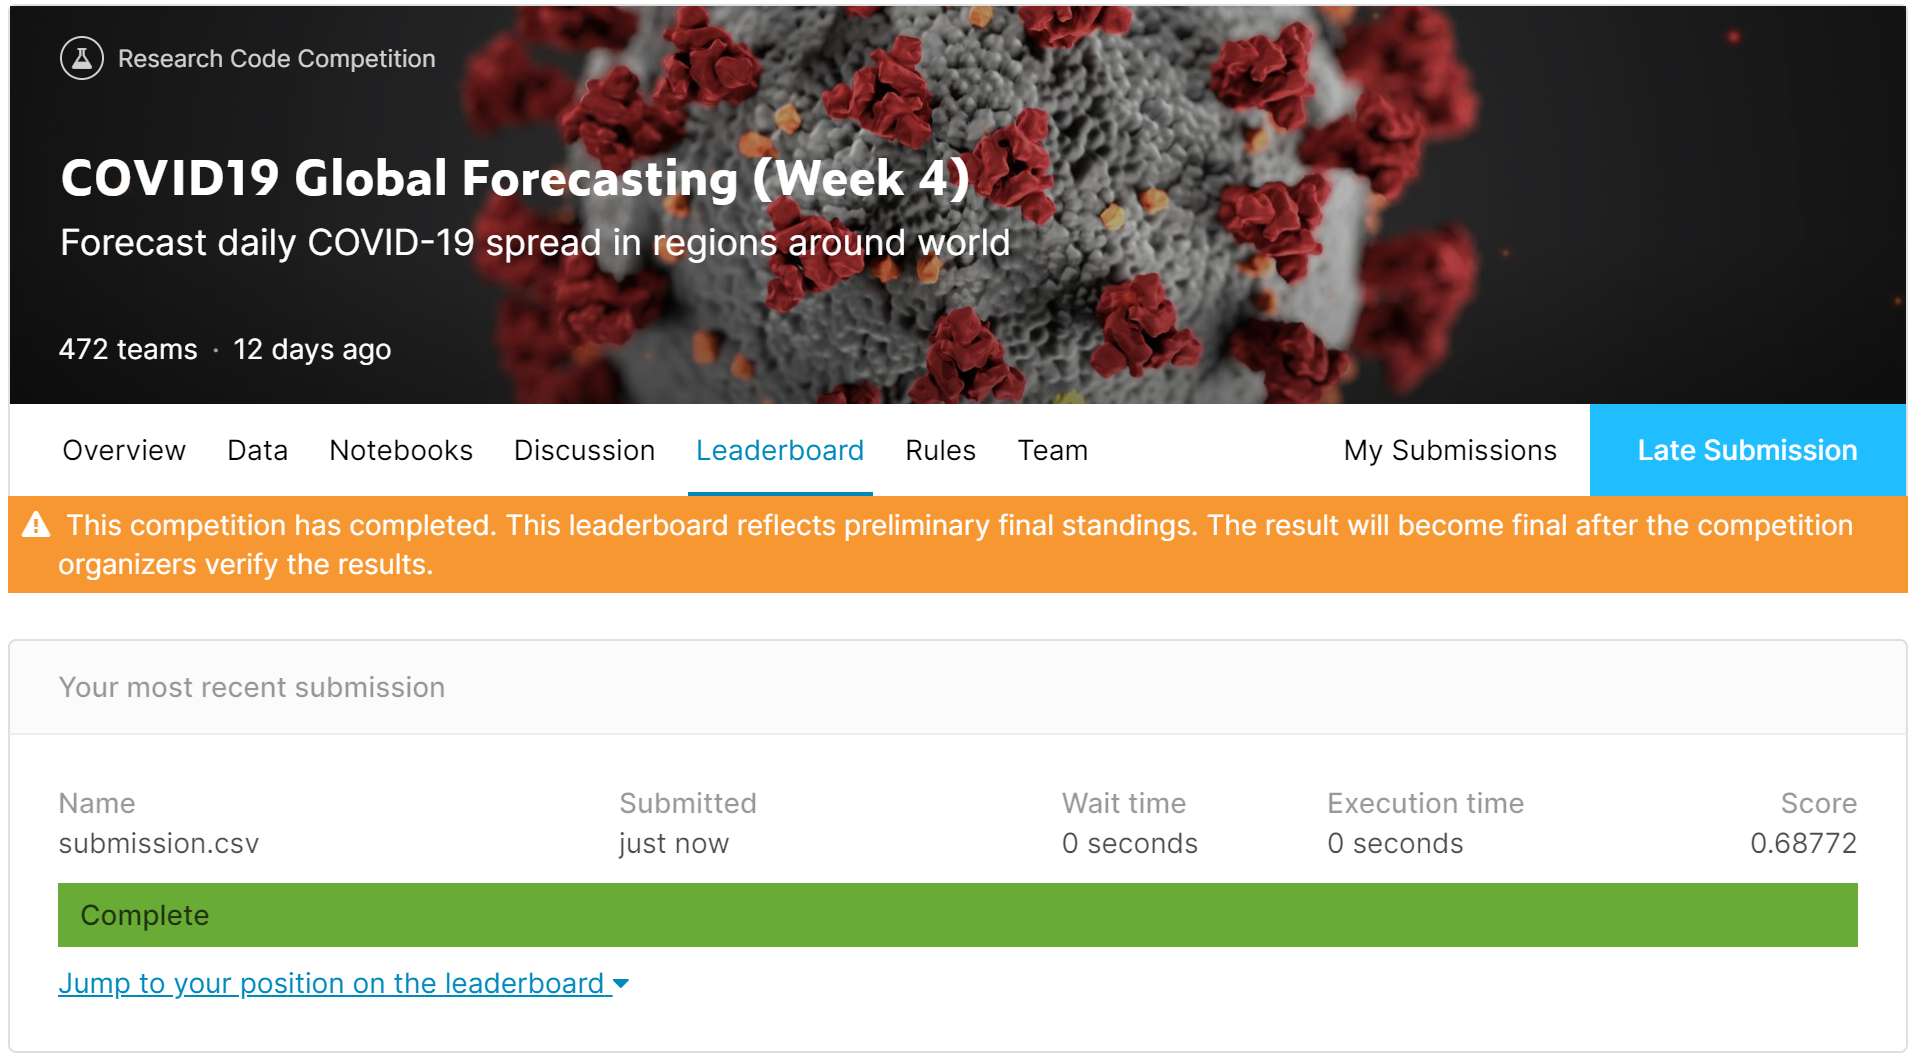 Research Code Competition
COVID19 Global Forecasting (Week 4)
Forecast daily COVID-19 spread in regions around world
472 teams · 12 days ago
Overview Data Notebooks Discussion Leaderboard Rules Team My Submissions Late Submission
This competition has completed. This leaderboard reflects preliminary final standings. The result will become final after the competition
organizers verify the results.
Your most recent submission
Name Submitted Wait time Execution time Score
submission.csv just now 0 seconds 0 seconds 0.68772
Complete
Jump to your position on the leaderboard